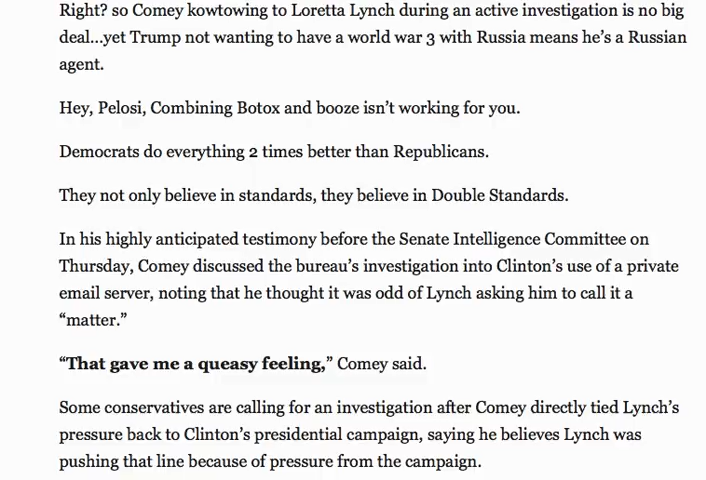 Right? so Comey kowtowing to Loretta Lynch during an active investigation is no big
deal...yet Trump not wanting to have a world war 3 with Russia means he’s a Russian
agent.
Hey, Pelosi, Combining Botox and booze isn’t working for you.
Democrats do everything 2 times better than Republicans.
They not only believe in standards, they believe in Double Standards.
In his highly anticipated testimony before the Senate Intelligence Committee on
Thursday, Comey discussed the bureau’s investigation into Clinton’s use of a private
email server, noting that he thought it was odd of Lynch asking him to call it a
“matter.”
“That gave me a queasy feeling,” Comey said.
Some conservatives are calling for an investigation after Comey directly tied Lynch’s
pressure back to Clinton’s presidential campaign, saying he believes Lynch was
pushing that line because of pressure from the campaign.